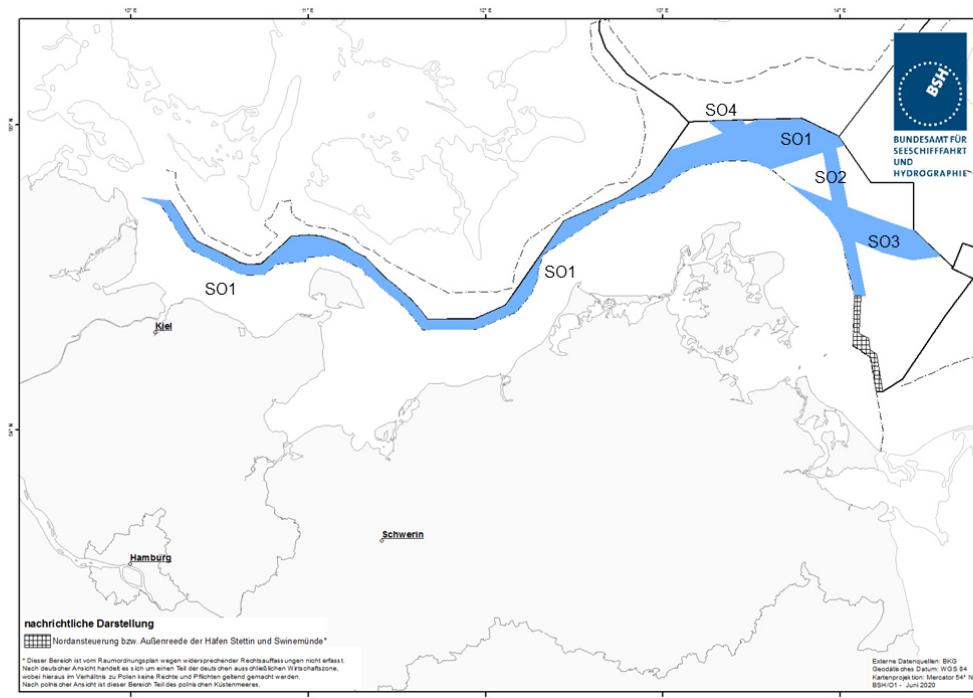 10° E
11° E
12° E
13° E
14° E
BSH
BUNDESAMT FÜR
SEESCHIFFFAHRT
UND
HYDROGRAPHIE
SO4
SO1
SO2
SO3
SO1
SO1
Kiel
54° N
Schwerin
Hamburg
nachrichtliche Darstellung
Nordansteuerung bzw. Außenreede der Häfen Stettin und Swinemünde*
* Dieser Bereich ist vom Raumordnungsplan wegen widersprechender Rechtsauffassungen nicht erfasst.
Nach deutscher Ansicht handelt es sich um einen Teil der deutschen ausschließlichen Wirtschaftszone,
wobei hieraus im Verhältnis zu Polen keine Rechte und Pflichten geltend gemacht werden.
Nach polnischer Ansicht ist dieser Bereich Teil des polnischen Küstenmeeres.
Externe Datenquellen: BKG
Geodätisches Datum: WGS 84
Kartenprojektion: Mercator 54° N
BSH/O1 - Juni 2020